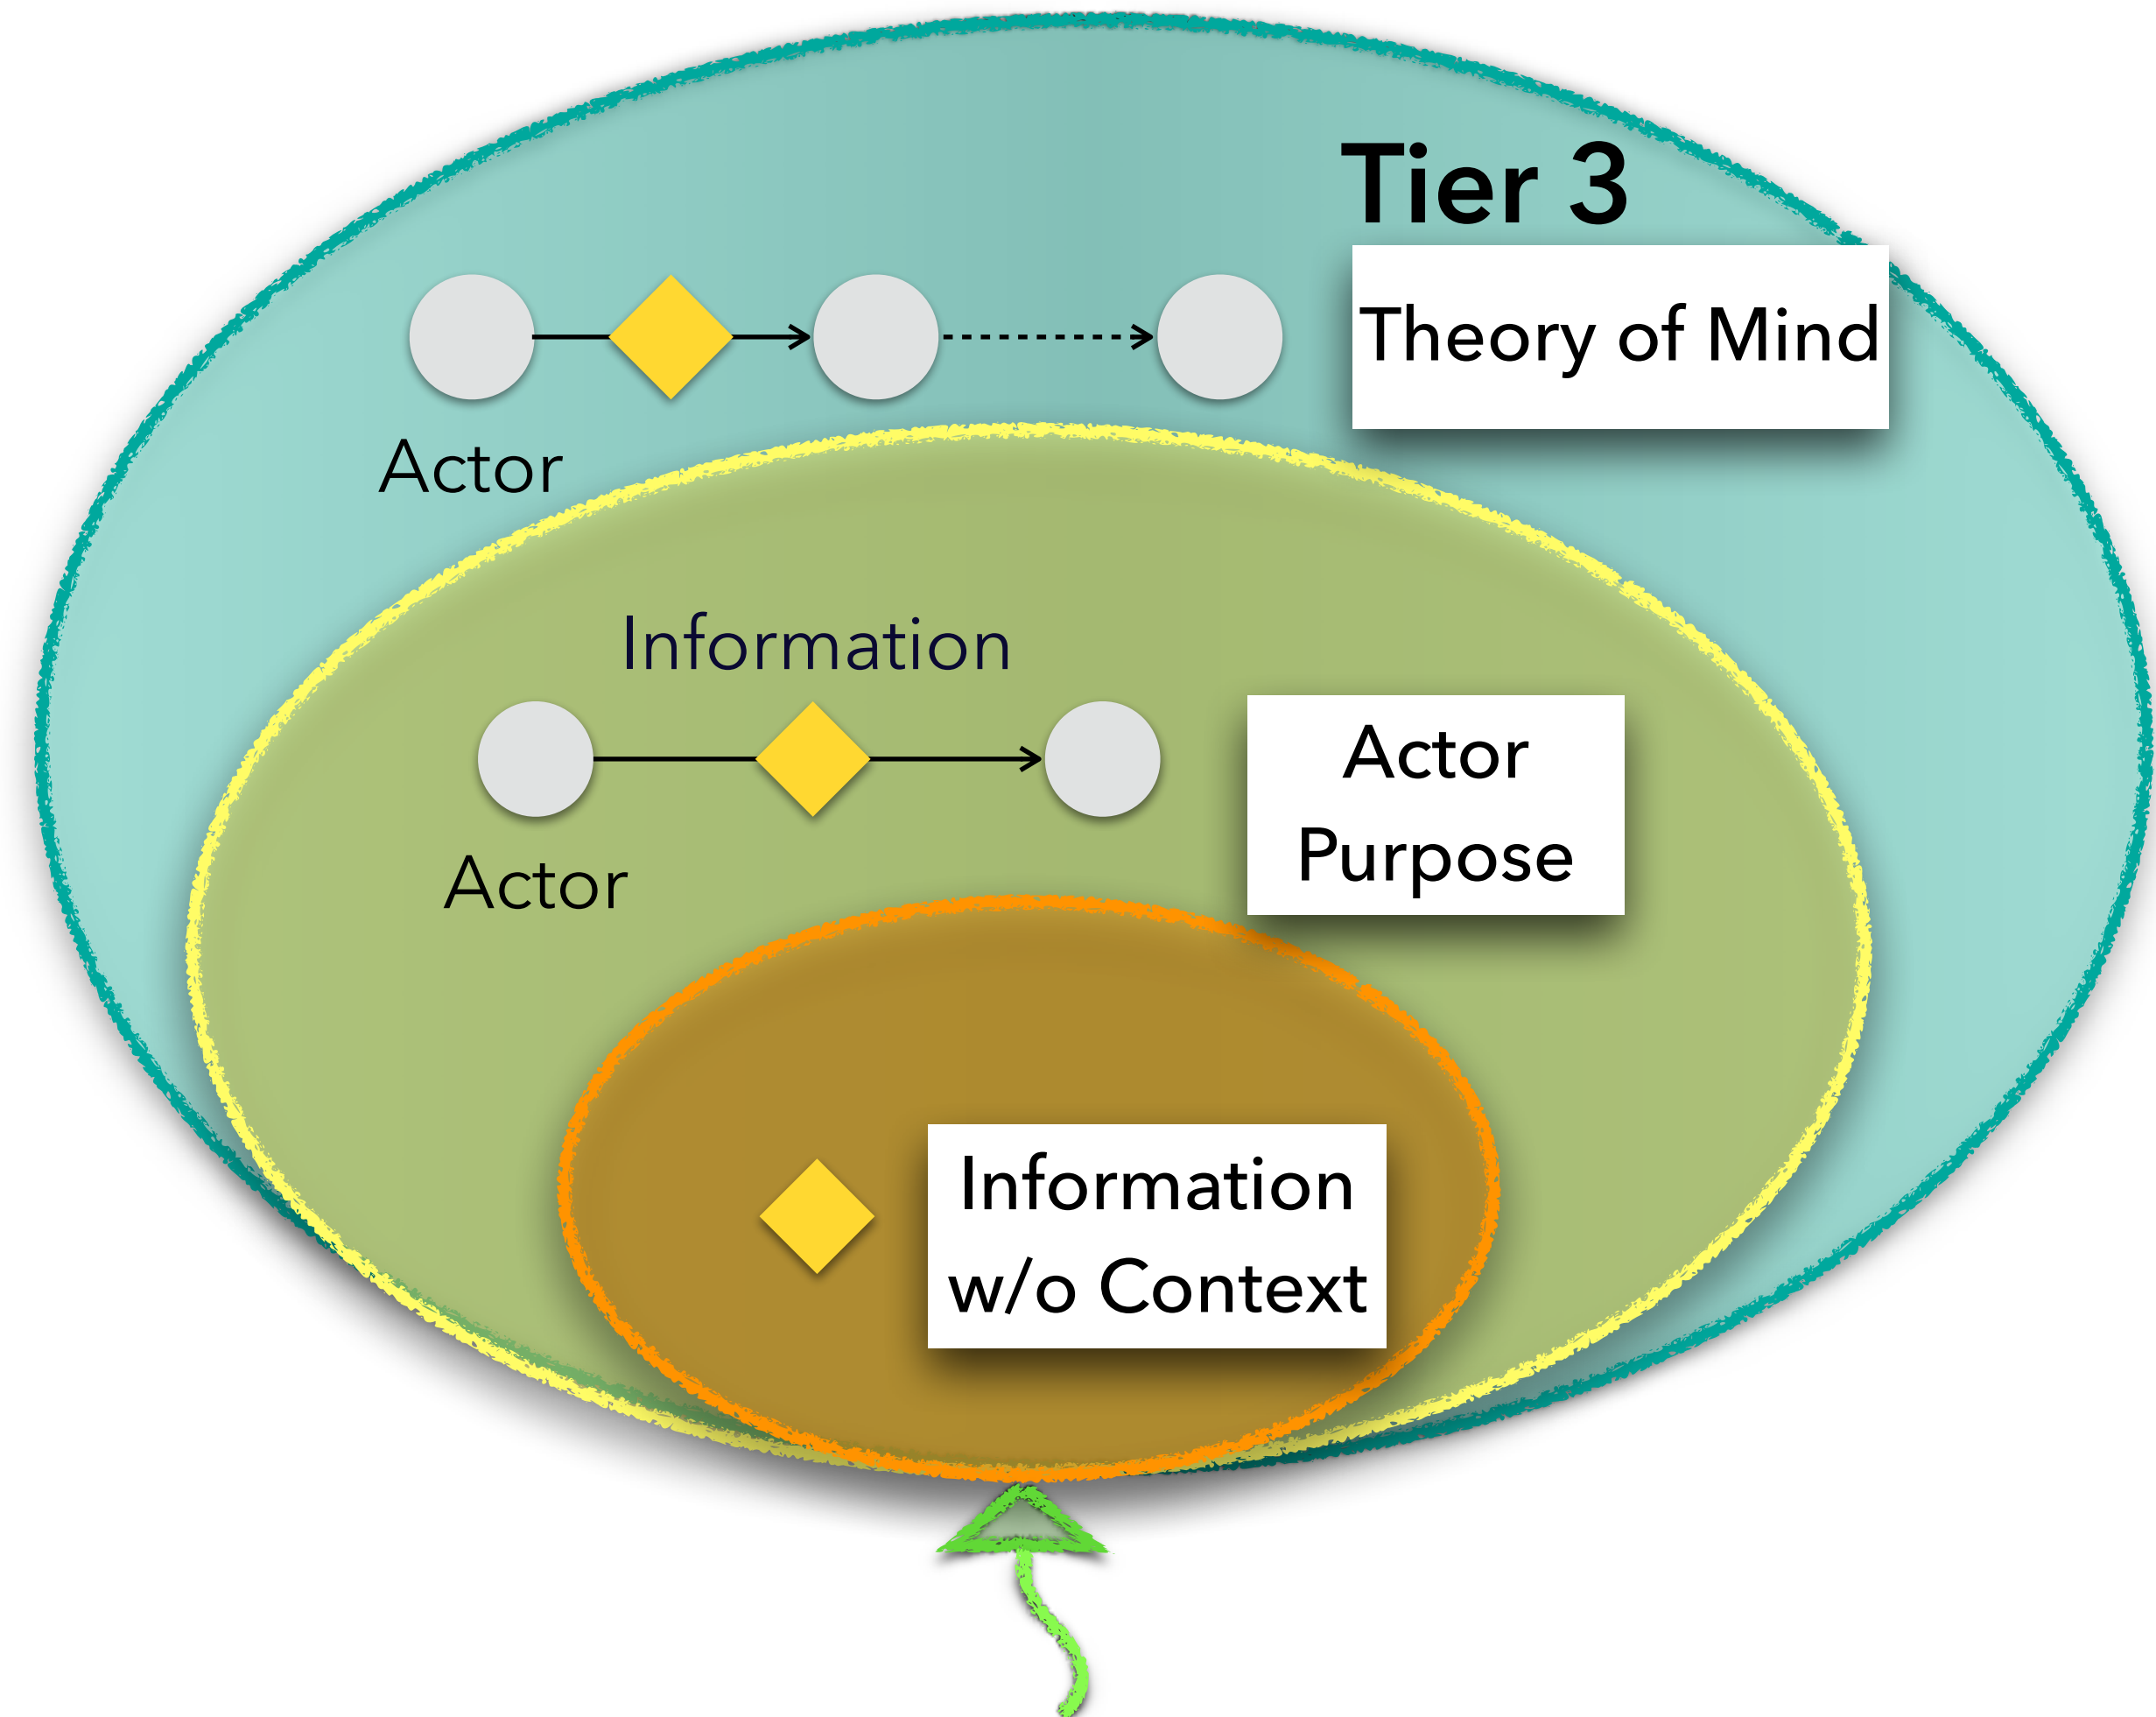 Tier 3
Theory of Mind
Actor
Information
Actor
Purpose
Actor
Information
w/o Context